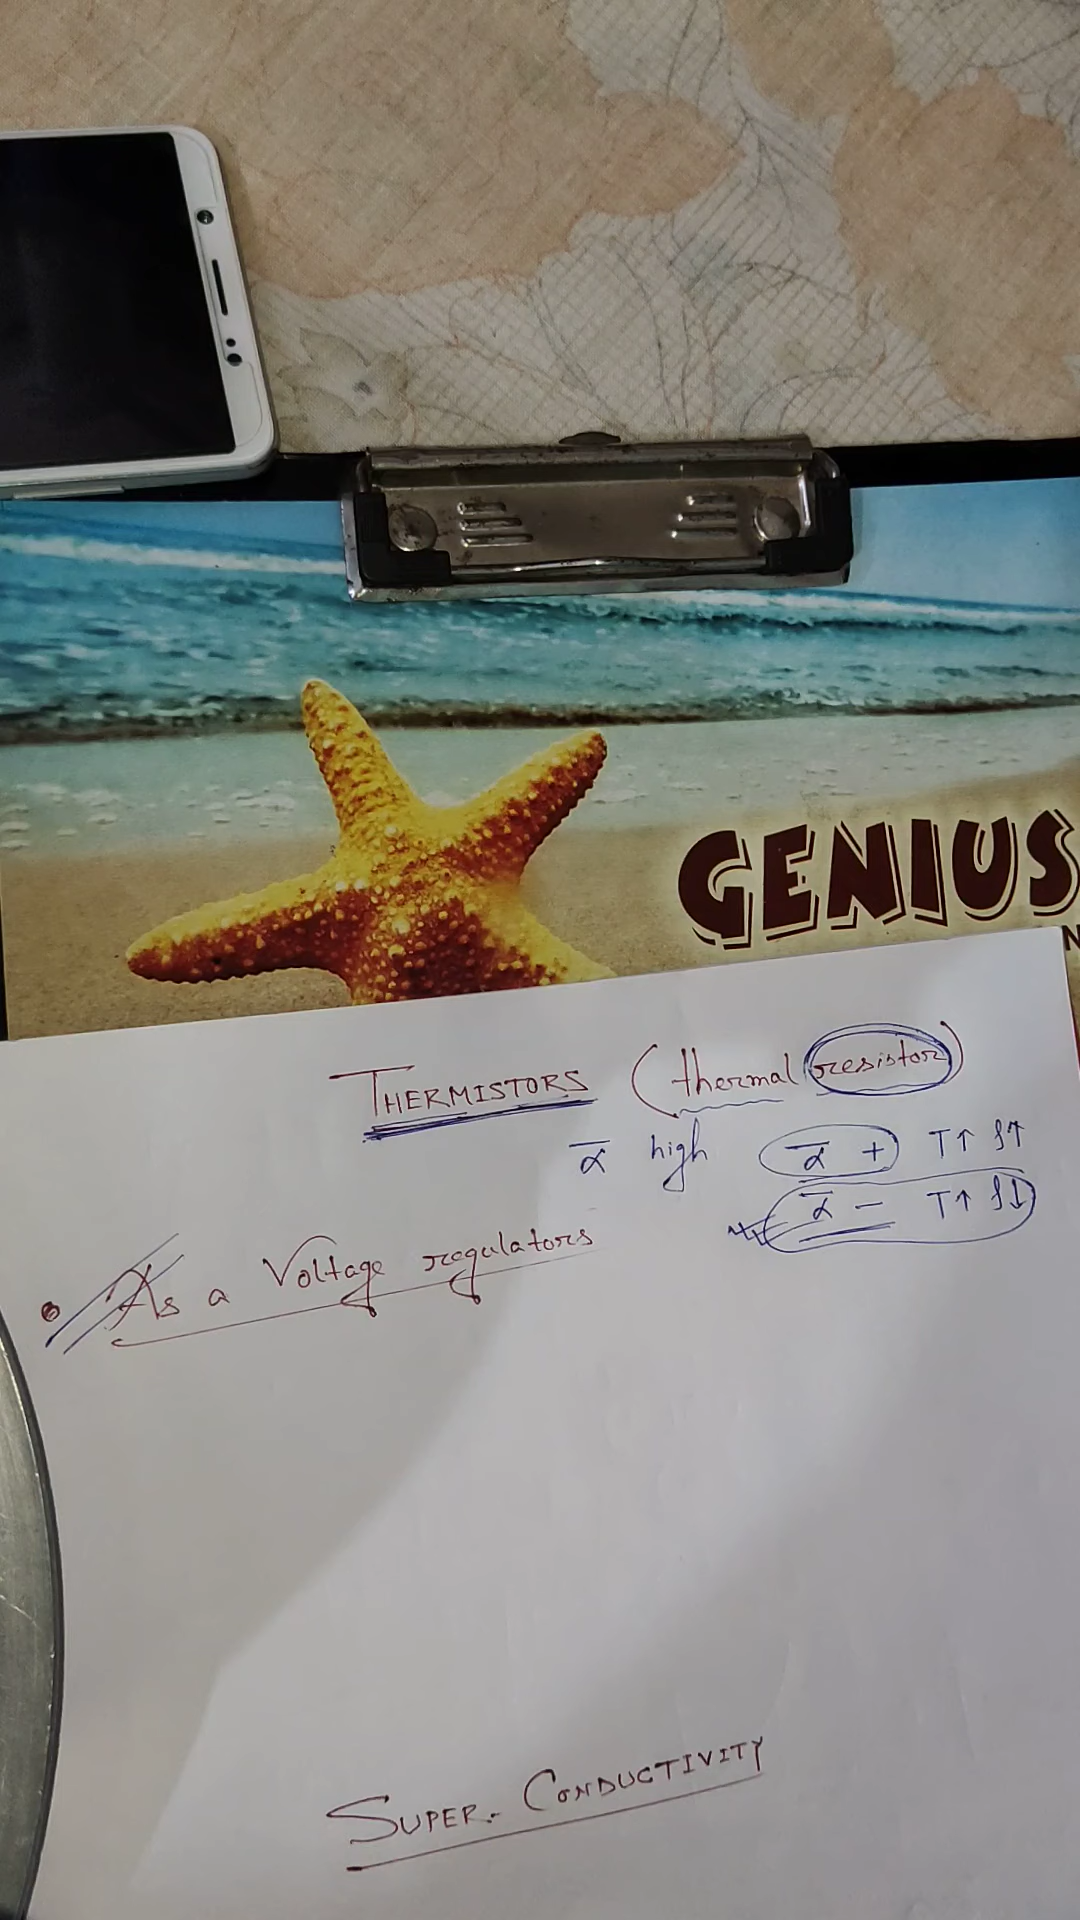 GENIUS
THERMISTORS (thermal resistor)
ᾱ high ᾱ + T↑ ρ↑
ᾱ — T↑ ρ↓
• As a Voltage regulators
SUPER- CONDUCTIVITY